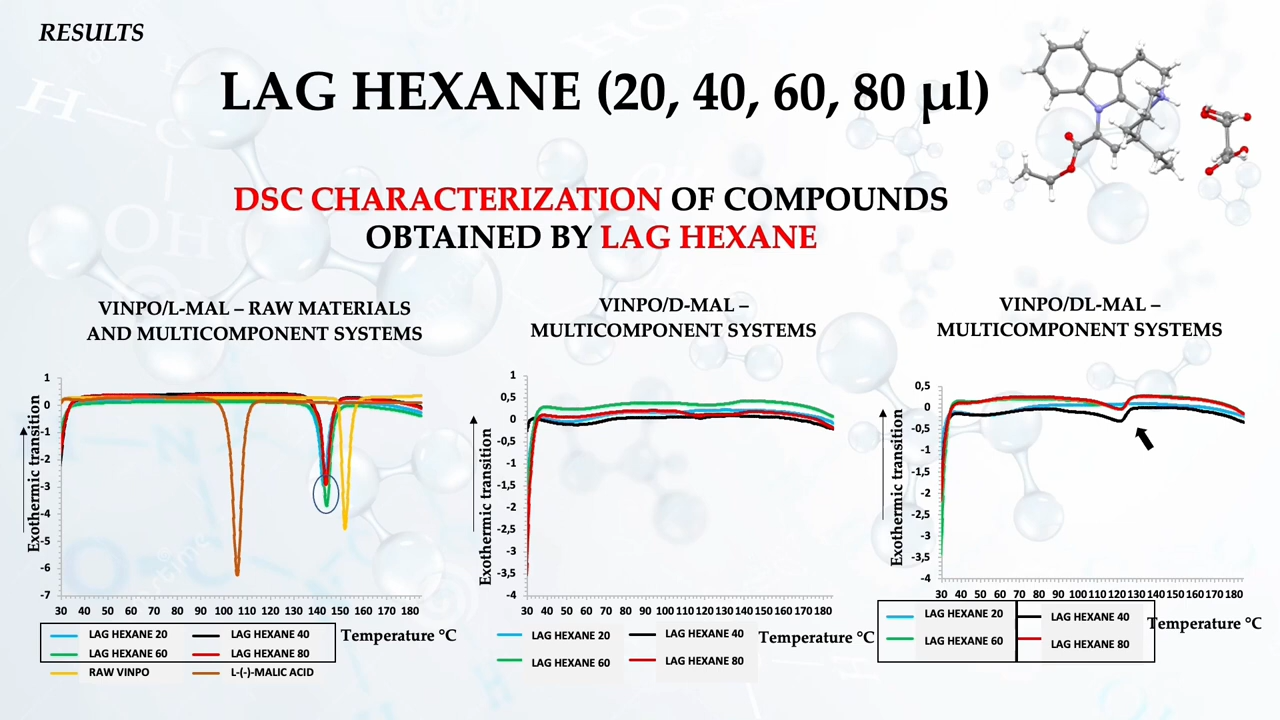 RESULTS
LAG HEXANE (20, 40, 60, 80 µl)
DSC CHARACTERIZATION OF COMPOUNDS
OBTAINED BY LAG HEXANE
VINPO/L-MAL – RAW MATERIALS
AND MULTICOMPONENT SYSTEMS
1
0
-1
-2
-3
-4
-5
-6
-7
Exothermic transition
30 40 50 60 70 80 90 100 110 120 130 140 150 160 170 180
Temperature °C
LAG HEXANE 20
LAG HEXANE 40
LAG HEXANE 60
LAG HEXANE 80
RAW VINPO
L-(-)-MALIC ACID
VINPO/D-MAL –
MULTICOMPONENT SYSTEMS
1
0,5
0
-0,5
-1
-1,5
-2
-2,5
-3
-3,5
-4
Exothermic transition
30 40 50 60 70 80 90 100 110 120 130 140 150 160 170 180
Temperature °C
LAG HEXANE 20
LAG HEXANE 40
LAG HEXANE 60
LAG HEXANE 80
VINPO/DL-MAL –
MULTICOMPONENT SYSTEMS
0,5
0
-0,5
-1
-1,5
-2
-2,5
-3
-3,5
-4
Exothermic transition
30 40 50 60 70 80 90 100 110 120 130 140 150 160 170 180
Temperature °C
LAG HEXANE 20
LAG HEXANE 40
LAG HEXANE 60
LAG HEXANE 80